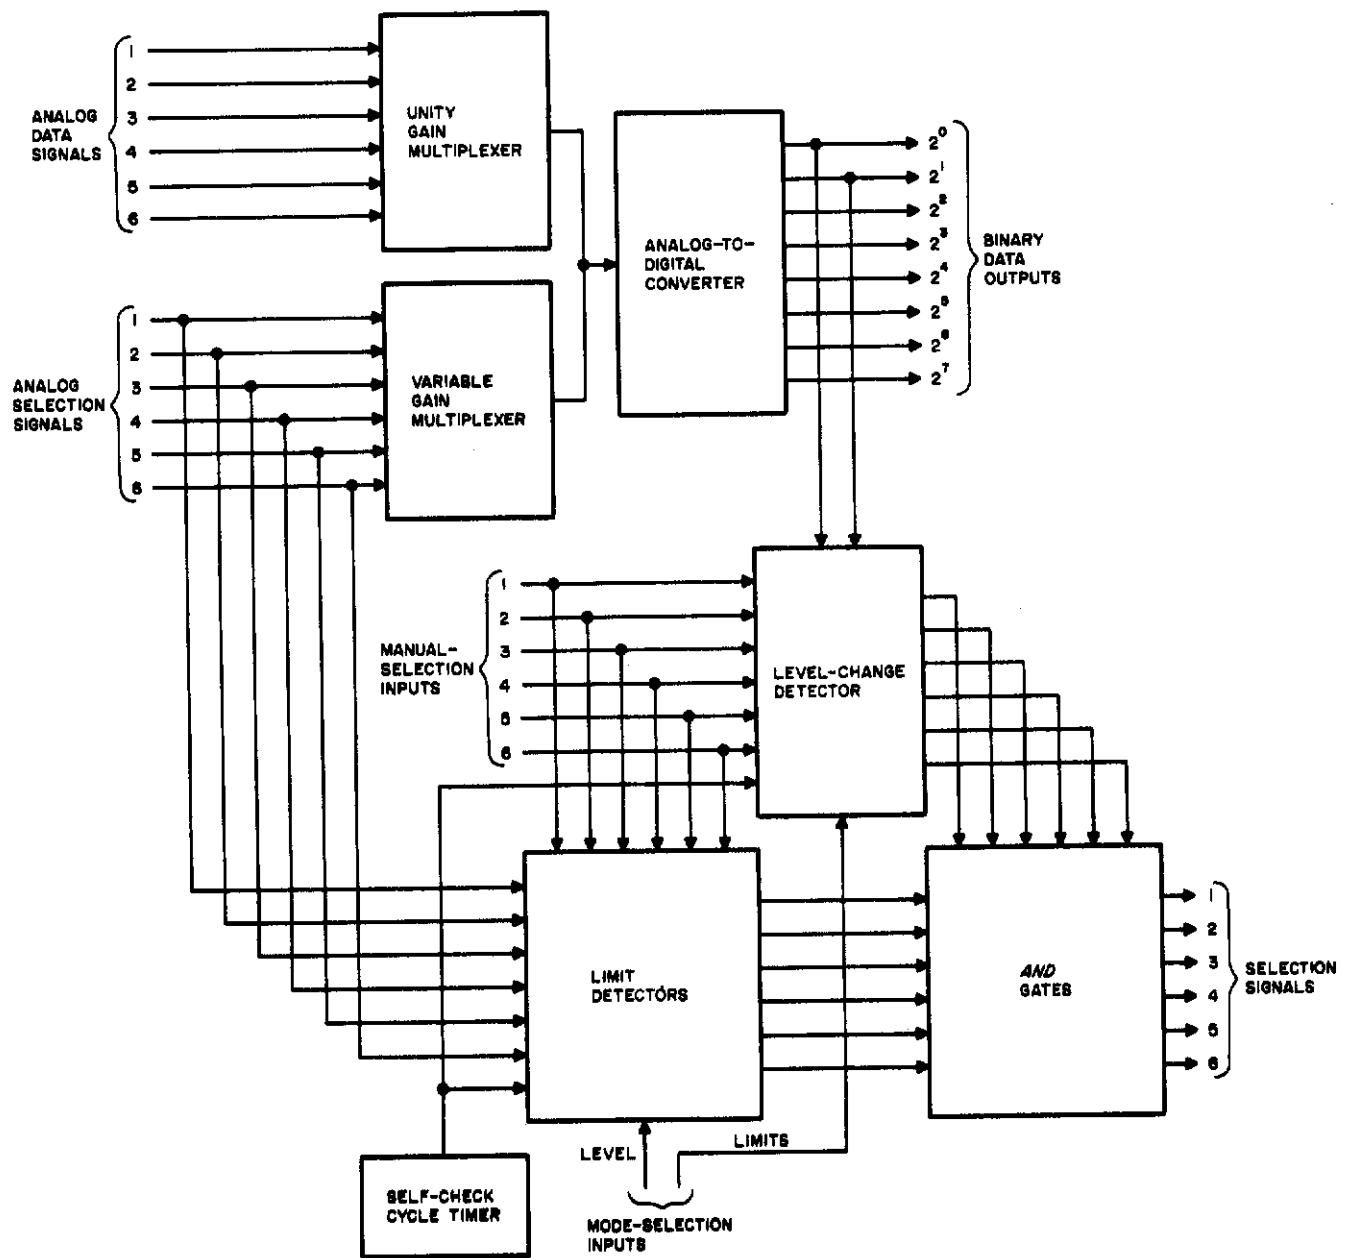 ANALOG
DATA
SIGNALS
1
2
3
4
5
6
UNITY
GAIN
MULTIPLEXER
ANALOG
SELECTION
SIGNALS
1
2
3
4
5
6
VARIABLE
GAIN
MULTIPLEXER
ANALOG-TO-
DIGITAL
CONVERTER
2⁰
2¹
2²
2³
2⁴
2⁵
2⁶
2⁷
BINARY
DATA
OUTPUTS
MANUAL-
SELECTION
INPUTS
1
2
3
4
5
6
LEVEL-CHANGE
DETECTOR
LIMIT
DETECTORS
AND
GATES
1
2
3
4
5
6
SELECTION
SIGNALS
LEVEL
LIMITS
MODE-SELECTION
INPUTS
SELF-CHECK
CYCLE TIMER